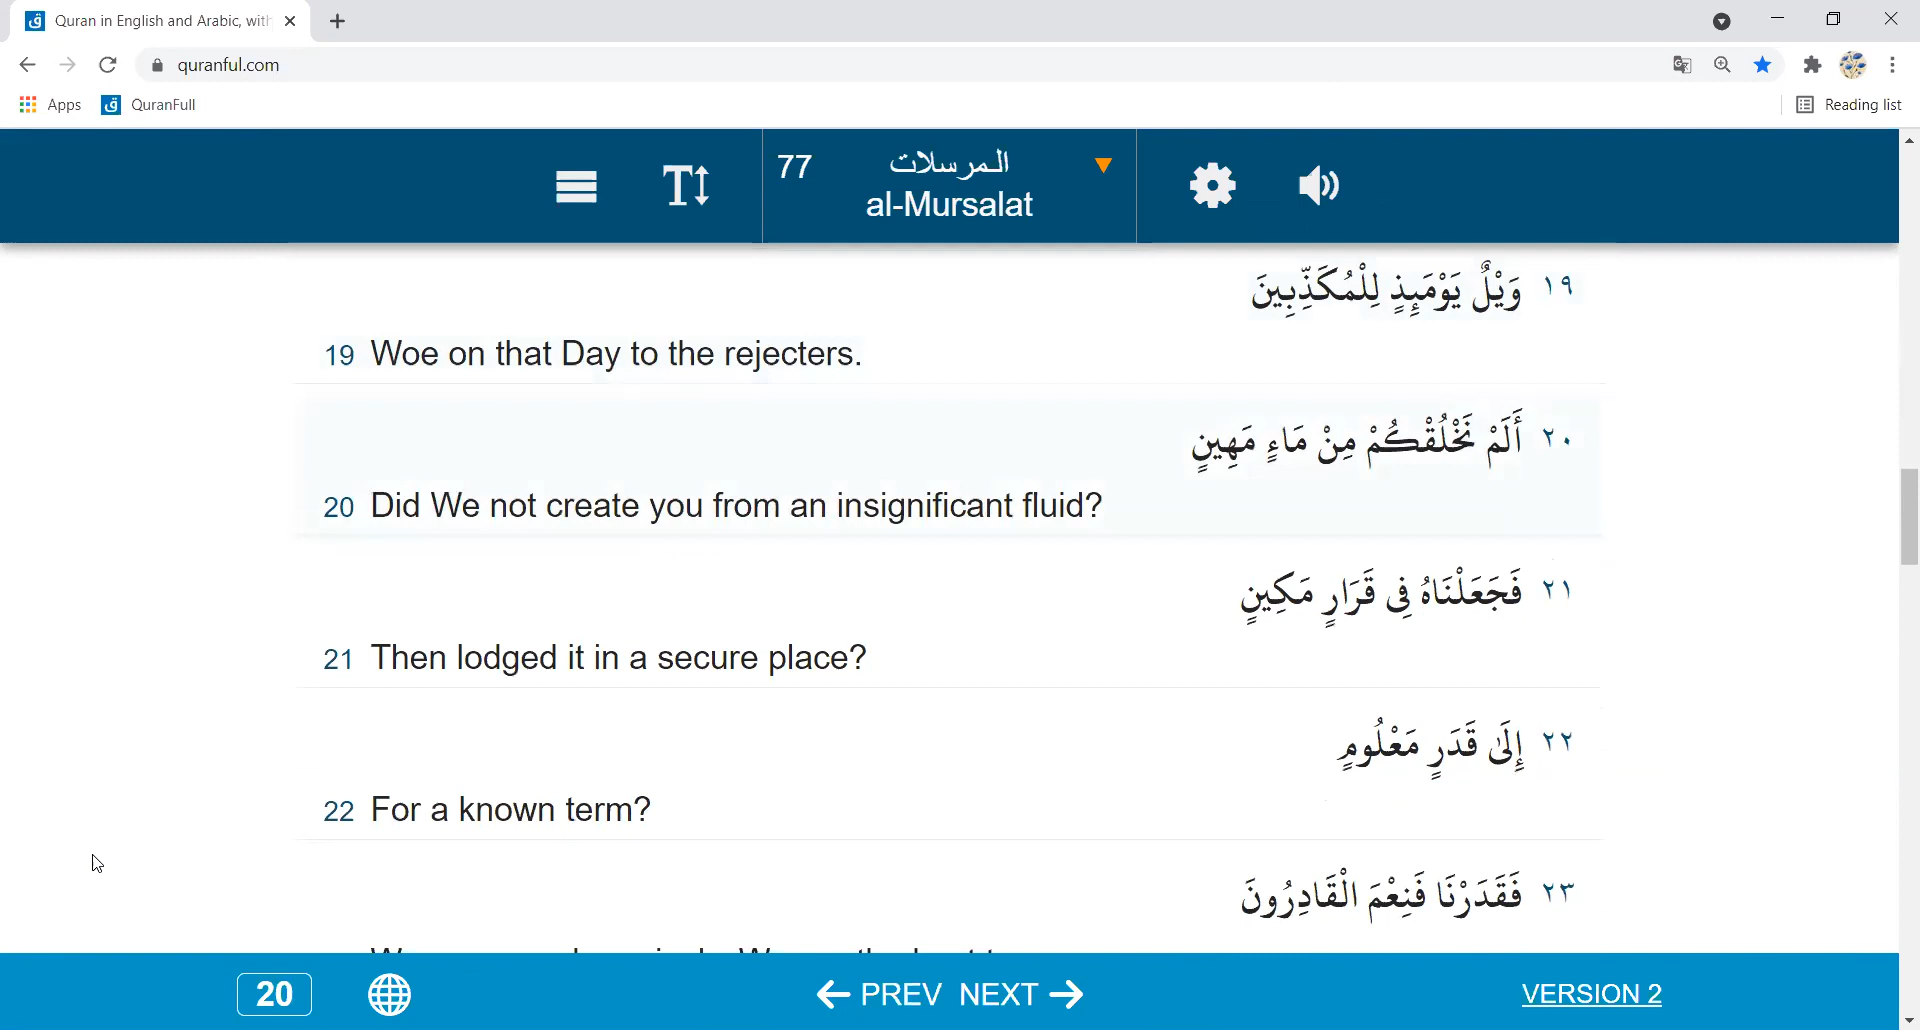 Quran in English and Arabic, with
quranful.com
Apps
QuranFull
Reading list
77
المرسلات
al-Mursalat
١٩ وَيْلٌ يَوْمَئِذٍ لِلْمُكَذِّبِينَ
19 Woe on that Day to the rejecters.
٢٠ أَلَمْ نَخْلُقْكُمْ مِنْ مَاءٍ مَهِينٍ
20 Did We not create you from an insignificant fluid?
٢١ فَجَعَلْنَاهُ فِي قَرَارٍ مَكِينٍ
21 Then lodged it in a secure place?
٢٢ إِلَىٰ قَدَرٍ مَعْلُومٍ
22 For a known term?
٢٣ فَقَدَرْنَا فَنِعْمَ الْقَادِرُونَ
20
PREV NEXT
VERSION 2